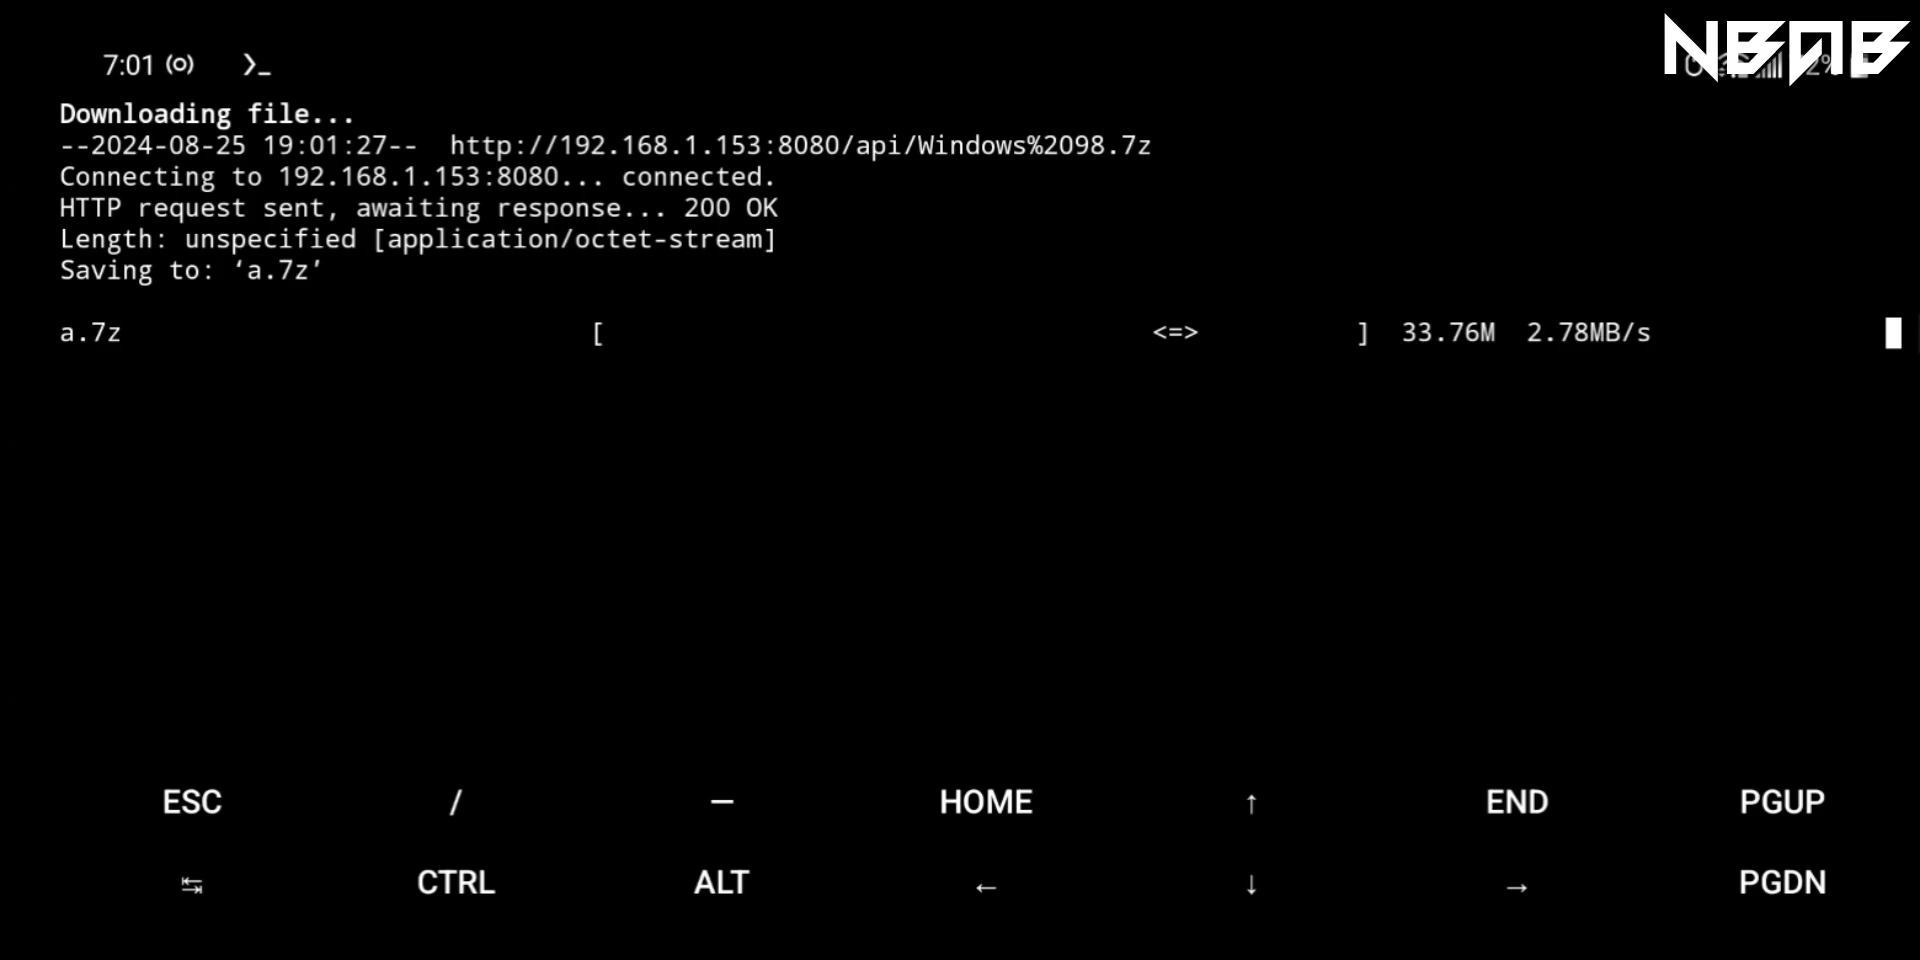 NBAB
7:01
Downloading file...
--2024-08-25 19:01:27--  http://192.168.1.153:8080/api/Windows%2098.7z
Connecting to 192.168.1.153:8080... connected.
HTTP request sent, awaiting response... 200 OK
Length: unspecified [application/octet-stream]
Saving to: ‘a.7z’
a.7z [ <=> ] 33.76M 2.78MB/s
ESC / — HOME ↑ END PGUP
↹ CTRL ALT ← ↓ → PGDN